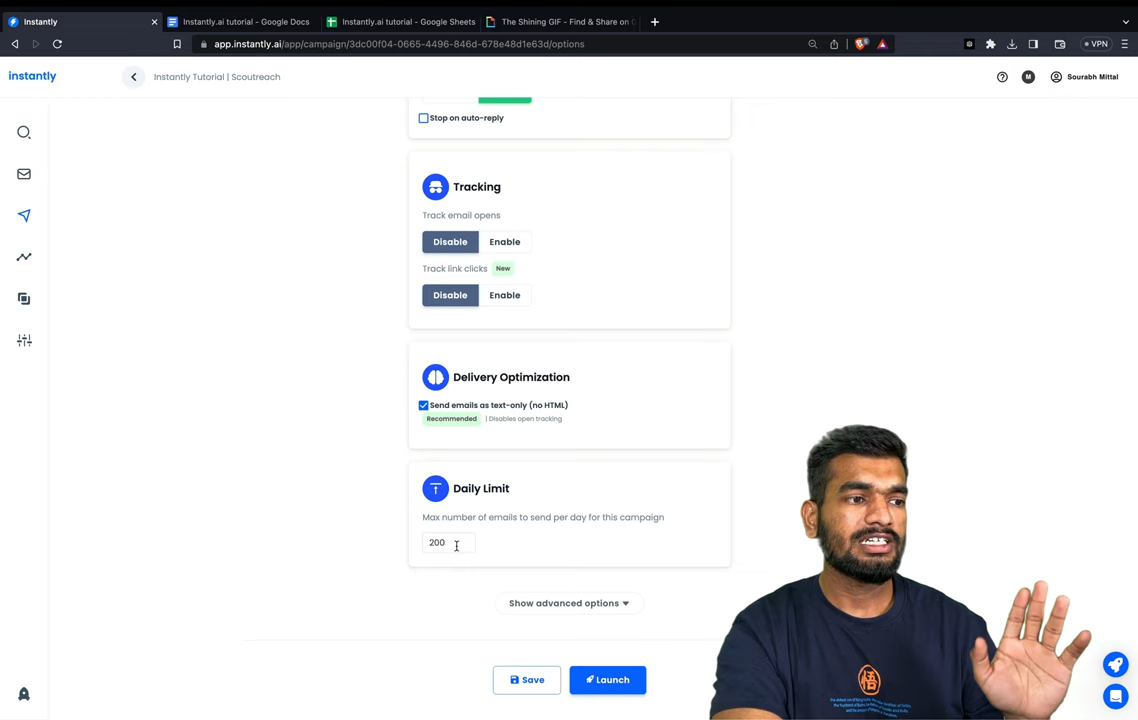 Instantly
Instantly.ai tutorial - Google Docs
Instantly.ai tutorial - Google Sheets
The Shining GIF - Find & Share on
app.instantly.ai/app/campaign/3dc00f04-0665-4496-846d-678e48d1e63d/options
VPN
instantly
Instantly Tutorial | Scoutreach
M
Sourabh Mittal
Stop on auto-reply
Tracking
Track email opens
Disable Enable
Track link clicks New
Disable Enable
Delivery Optimization
Send emails as text-only (no HTML)
Recommended | Disables open tracking
Daily Limit
Max number of emails to send per day for this campaign
200
Show advanced options
Save
Launch
悟